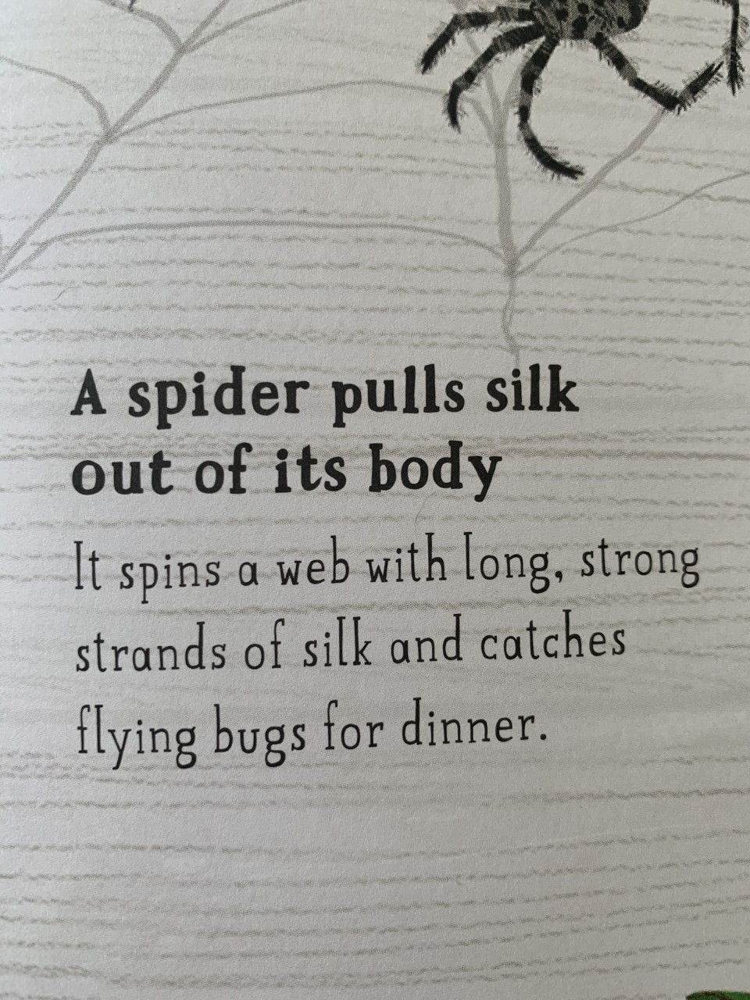 A spider pulls silk
out of its body
It spins a web with long, strong
strands of silk and catches
flying bugs for dinner.